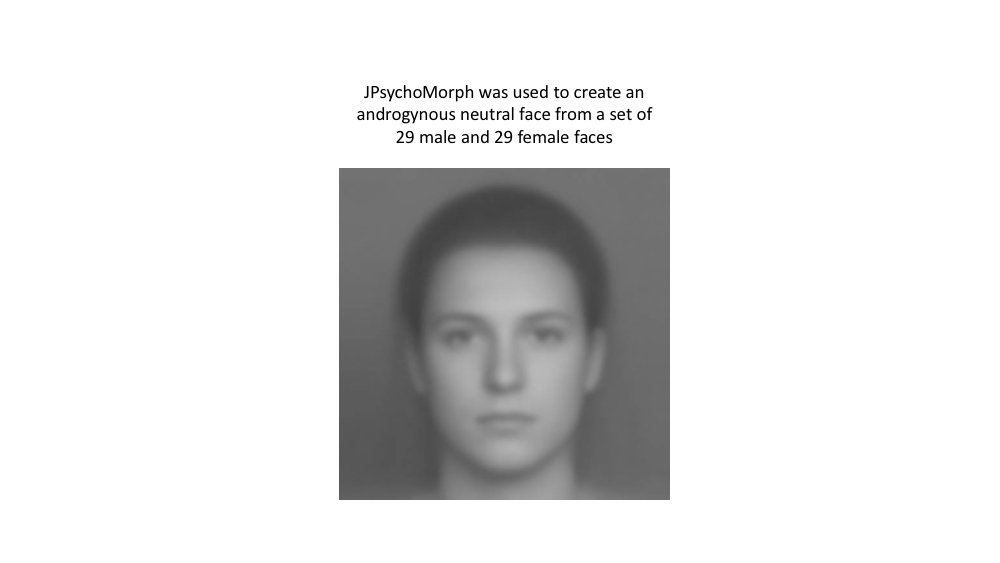 JPsychoMorph was used to create an
androgynous neutral face from a set of
29 male and 29 female faces